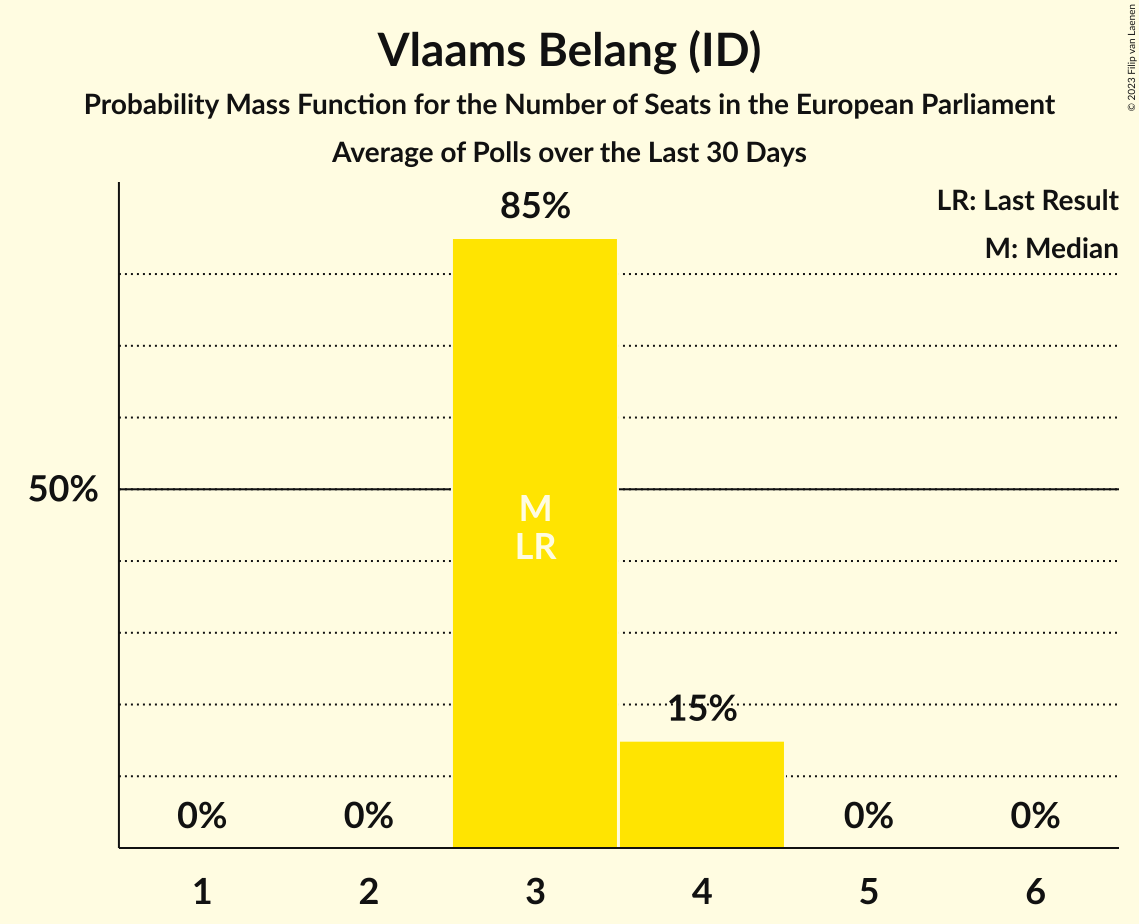 Vlaams Belang (ID)
Probability Mass Function for the Number of Seats in the European Parliament
Average of Polls over the Last 30 Days
© 2023 Filip van Laenen
LR: Last Result
M: Median
85%
50%
M
LR
15%
0%
0%
0%
0%
1
2
3
4
5
6